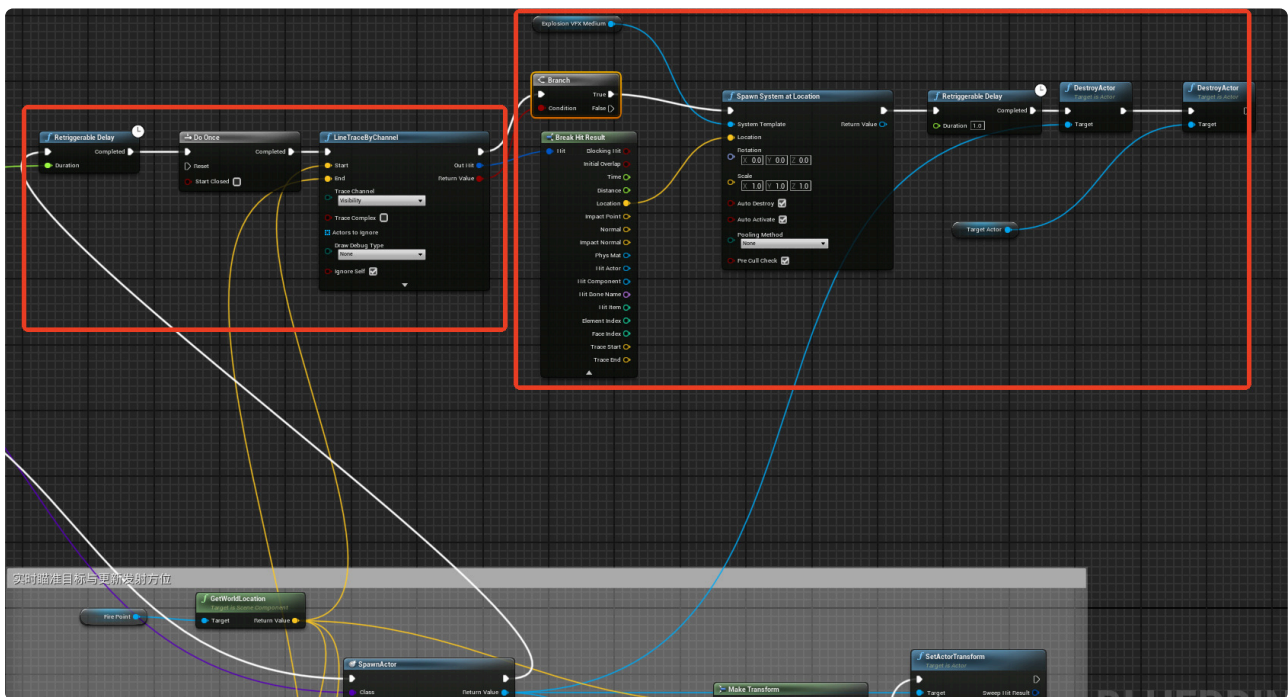 Explosion VFX Medium
Branch
True
Condition
False
Spawn System at Location
System Template
Return Value
Location
Rotation
X 0.0 Y 0.0 Z 0.0
Scale
X 1.0 Y 1.0 Z 1.0
Auto Destroy
Auto Activate
Pooling Method
None
Pre Cull Check
Retriggerable Delay
Completed
Duration 1.0
DestroyActor
Target is Actor
Target
DestroyActor
Target is Actor
Target
Target Actor
Retriggerable Delay
Completed
Duration
Do Once
Completed
Reset
Start Closed
LineTraceByChannel
Start
Out Hit
End
Return Value
Trace Channel
Visibility
Trace Complex
Actors to Ignore
Draw Debug Type
None
Ignore Self
Break Hit Result
Hit
Blocking Hit
Initial Overlap
Time
Distance
Location
Impact Point
Normal
Impact Normal
Phys Mat
Hit Actor
Hit Component
Hit Bone Name
Hit Item
Element Index
Face Index
Trace Start
Trace End
实时瞄准目标与更新发射方位
Fire Point
GetWorldLocation
Target is Scene Component
Target
Return Value
SpawnActor
Class
Return Value
Make Transform
SetActorTransform
Target is Actor
Target
Sweep Hit Result